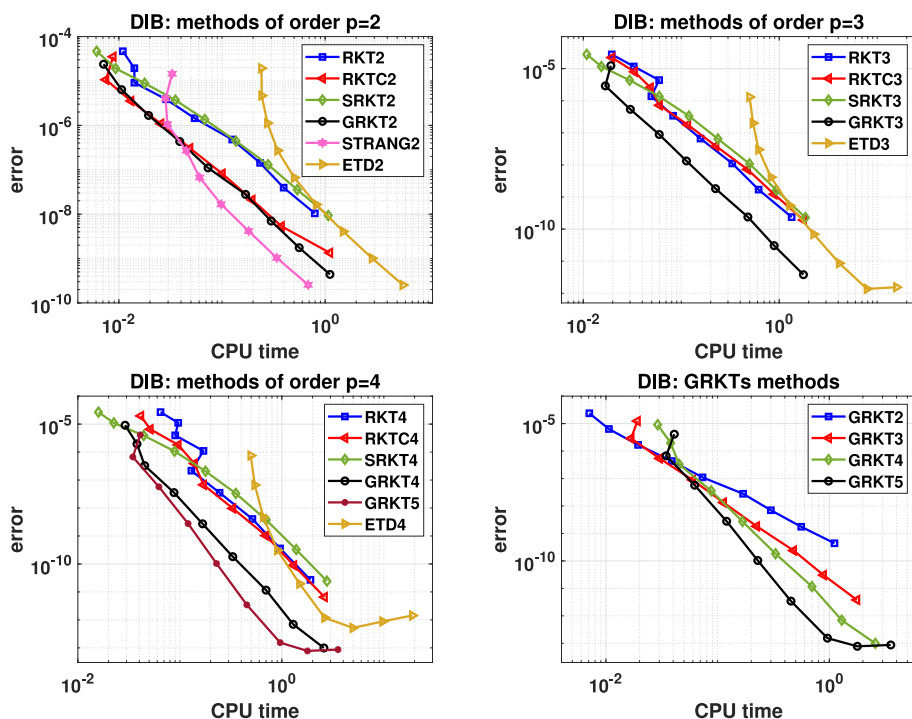 DIB: methods of order p=2
10^-4
10^-6
10^-8
10^-10
error
10^-2
10^0
CPU time
RKT2
RKTC2
SRKT2
GRKT2
STRANG2
ETD2
DIB: methods of order p=3
10^-5
10^-10
error
10^-2
10^0
CPU time
RKT3
RKTC3
SRKT3
GRKT3
ETD3
DIB: methods of order p=4
10^-5
10^-10
error
10^-2
10^0
CPU time
RKT4
RKTC4
SRKT4
GRKT4
GRKT5
ETD4
DIB: GRKTs methods
10^-5
10^-10
error
10^-2
10^0
CPU time
GRKT2
GRKT3
GRKT4
GRKT5